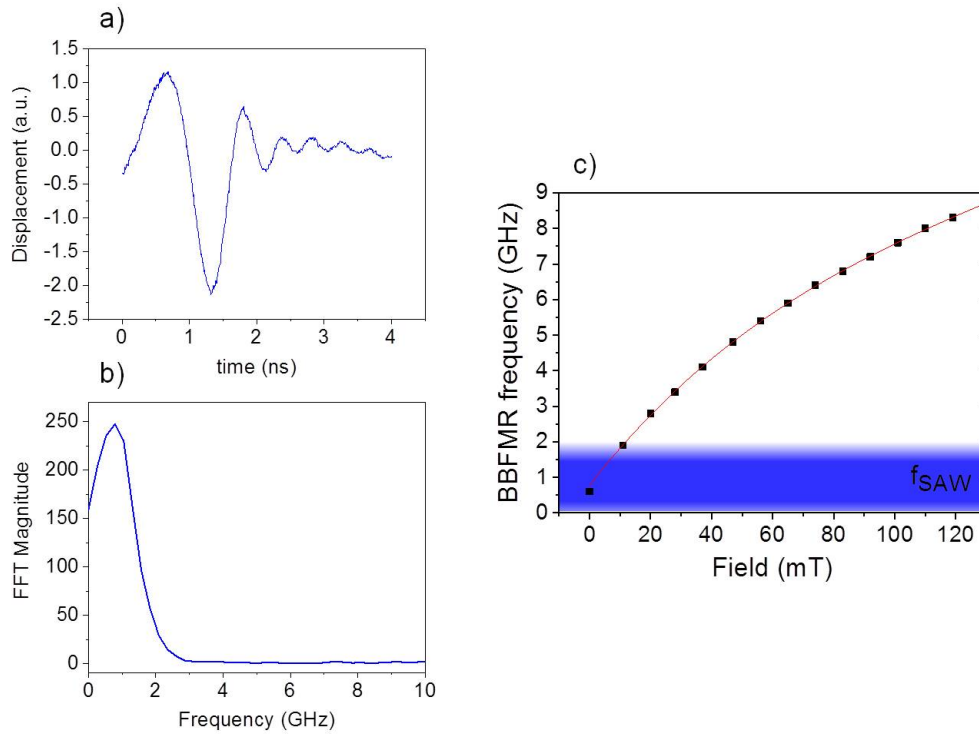 a)
1.5
1.0
0.5
0.0
-0.5
-1.0
-1.5
-2.0
-2.5
Displacement (a.u.)
0 1 2 3 4
time (ns)
b)
250
200
150
100
50
0
FFT Magnitude
0 2 4 6 8 10
Frequency (GHz)
c)
9
8
7
6
5
4
3
2
1
0
BBFMR frequency (GHz)
fSAW
0 20 40 60 80 100 120
Field (mT)